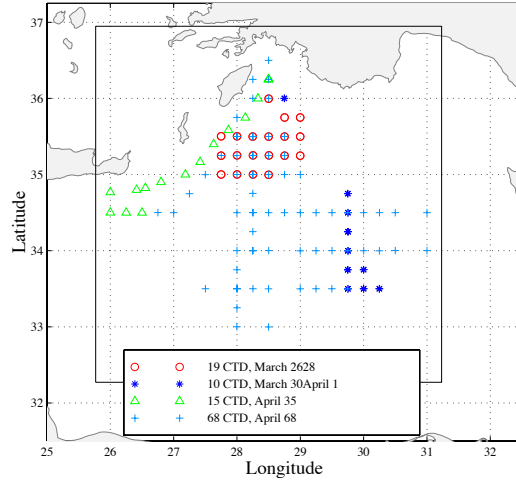 37
36
35
34
33
32
Latitude
19 CTD, March 2628
10 CTD, March 30April 1
15 CTD, April 35
68 CTD, April 68
25 26 27 28 29 30 31 32
Longitude